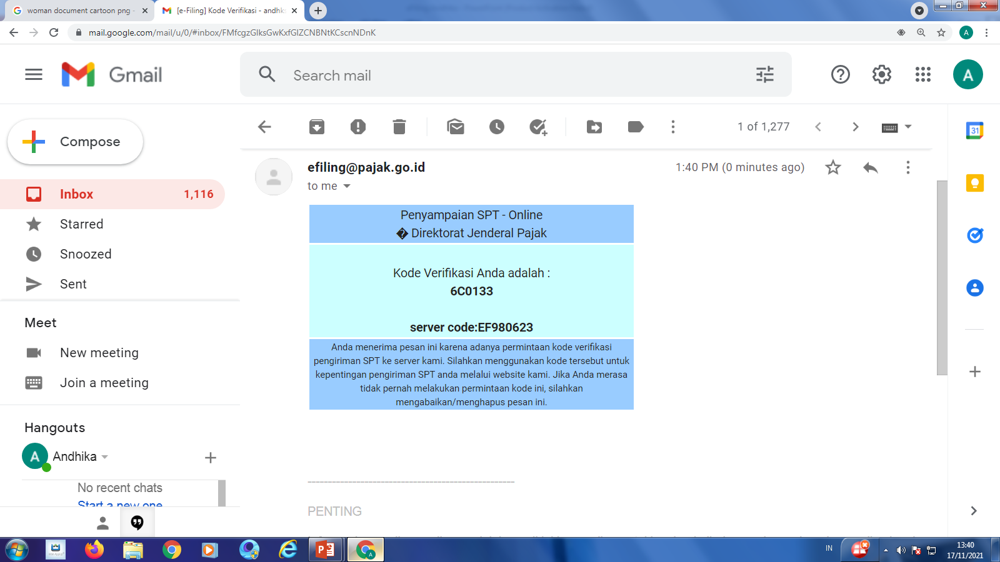 woman document cartoon png -
[e-Filing] Kode Verifikasi - andhks
mail.google.com/mail/u/0/#inbox/FMfcgzGlksGwKxfGlZCNBNtKCscnNDnK
A
Gmail
Search mail
A
Compose
1 of 1,277
31
Inbox 1,116
Starred
Snoozed
Sent
Meet
New meeting
Join a meeting
Hangouts
A Andhika
No recent chats
Start a new one
efiling@pajak.go.id
1:40 PM (0 minutes ago)
to me
Penyampaian SPT - Online
� Direktorat Jenderal Pajak
Kode Verifikasi Anda adalah :
6C0133
server code:EF980623
Anda menerima pesan ini karena adanya permintaan kode verifikasi
pengiriman SPT ke server kami. Silahkan menggunakan kode tersebut untuk
kepentingan pengiriman SPT anda melalui website kami. Jika Anda merasa
tidak pernah melakukan permintaan kode ini, silahkan
mengabaikan/menghapus pesan ini.
---------------------------------------------------
PENTING
IN
13:40
17/11/2021